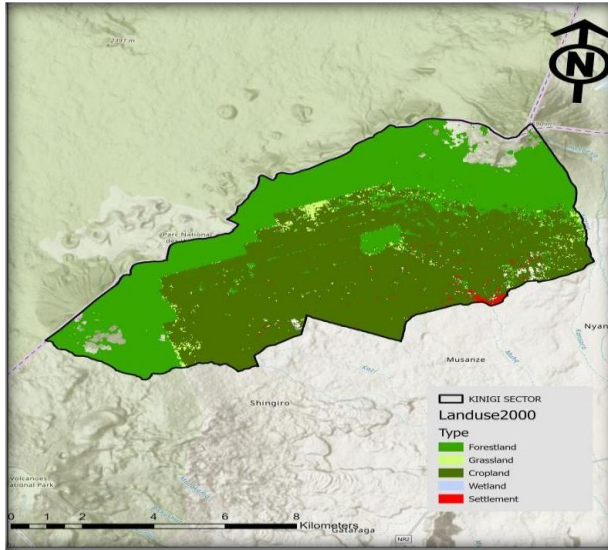 N
Parc National
Musanze
Nyan
Shingiro
KINIGI SECTOR
Landuse2000
Type
Forestland
Grassland
Cropland
Wetland
Settlement
Volcanoes
National Park
0 1 2 4 6 8
Kilometers
Gataraga
NR2